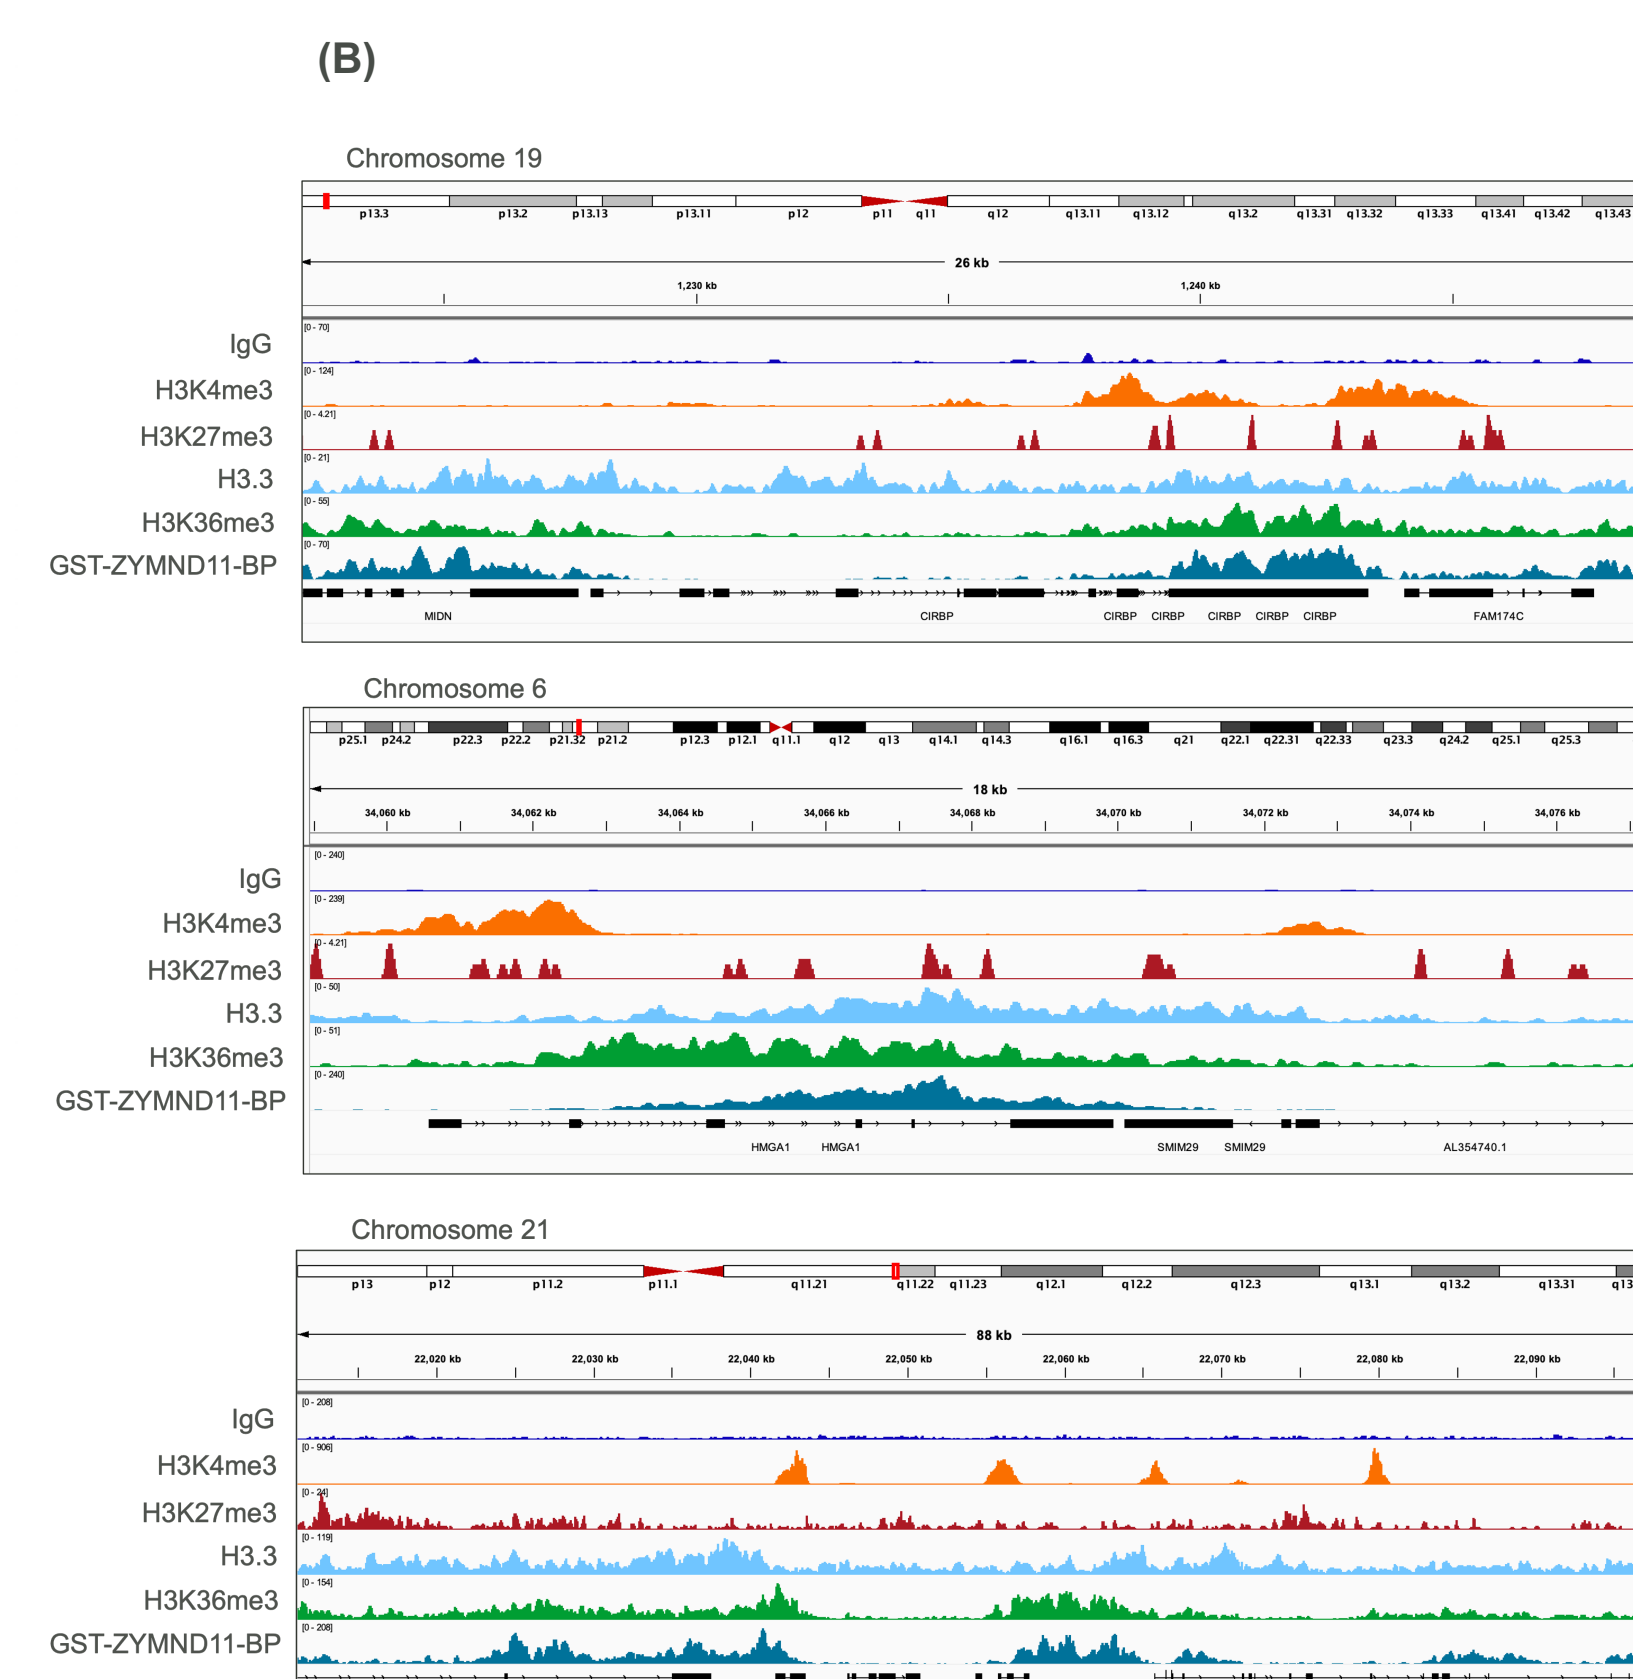 (B)
Chromosome 19
p13.3 p13.2 p13.13 p13.11 p12 p11 q11 q12 q13.11 q13.12 q13.2 q13.31 q13.32 q13.33 q13.41 q13.42 q13.43
26 kb
1,230 kb 1,240 kb
IgG [0 - 70]
H3K4me3 [0 - 124]
H3K27me3 [0 - 4.21]
H3.3 [0 - 21]
H3K36me3 [0 - 55]
GST-ZYMND11-BP [0 - 70]
MIDN CIRBP CIRBP CIRBP CIRBP CIRBP CIRBP FAM174C
Chromosome 6
p25.1 p24.2 p22.3 p22.2 p21.32 p21.2 p12.3 p12.1 q11.1 q12 q13 q14.1 q14.3 q16.1 q16.3 q21 q22.1 q22.31 q22.33 q23.3 q24.2 q25.1 q25.3
18 kb
34,060 kb 34,062 kb 34,064 kb 34,066 kb 34,068 kb 34,070 kb 34,072 kb 34,074 kb 34,076 kb
IgG [0 - 240]
H3K4me3 [0 - 239]
H3K27me3 [0 - 4.21]
H3.3 [0 - 50]
H3K36me3 [0 - 51]
GST-ZYMND11-BP [0 - 240]
HMGA1 HMGA1 SMIM29 SMIM29 AL354740.1
Chromosome 21
p13 p12 p11.2 p11.1 q11.21 q11.22 q11.23 q12.1 q12.2 q12.3 q13.1 q13.2 q13.31 q13
88 kb
22,020 kb 22,030 kb 22,040 kb 22,050 kb 22,060 kb 22,070 kb 22,080 kb 22,090 kb
IgG [0 - 208]
H3K4me3 [0 - 906]
H3K27me3 [0 - 24]
H3.3 [0 - 119]
H3K36me3 [0 - 154]
GST-ZYMND11-BP [0 - 208]